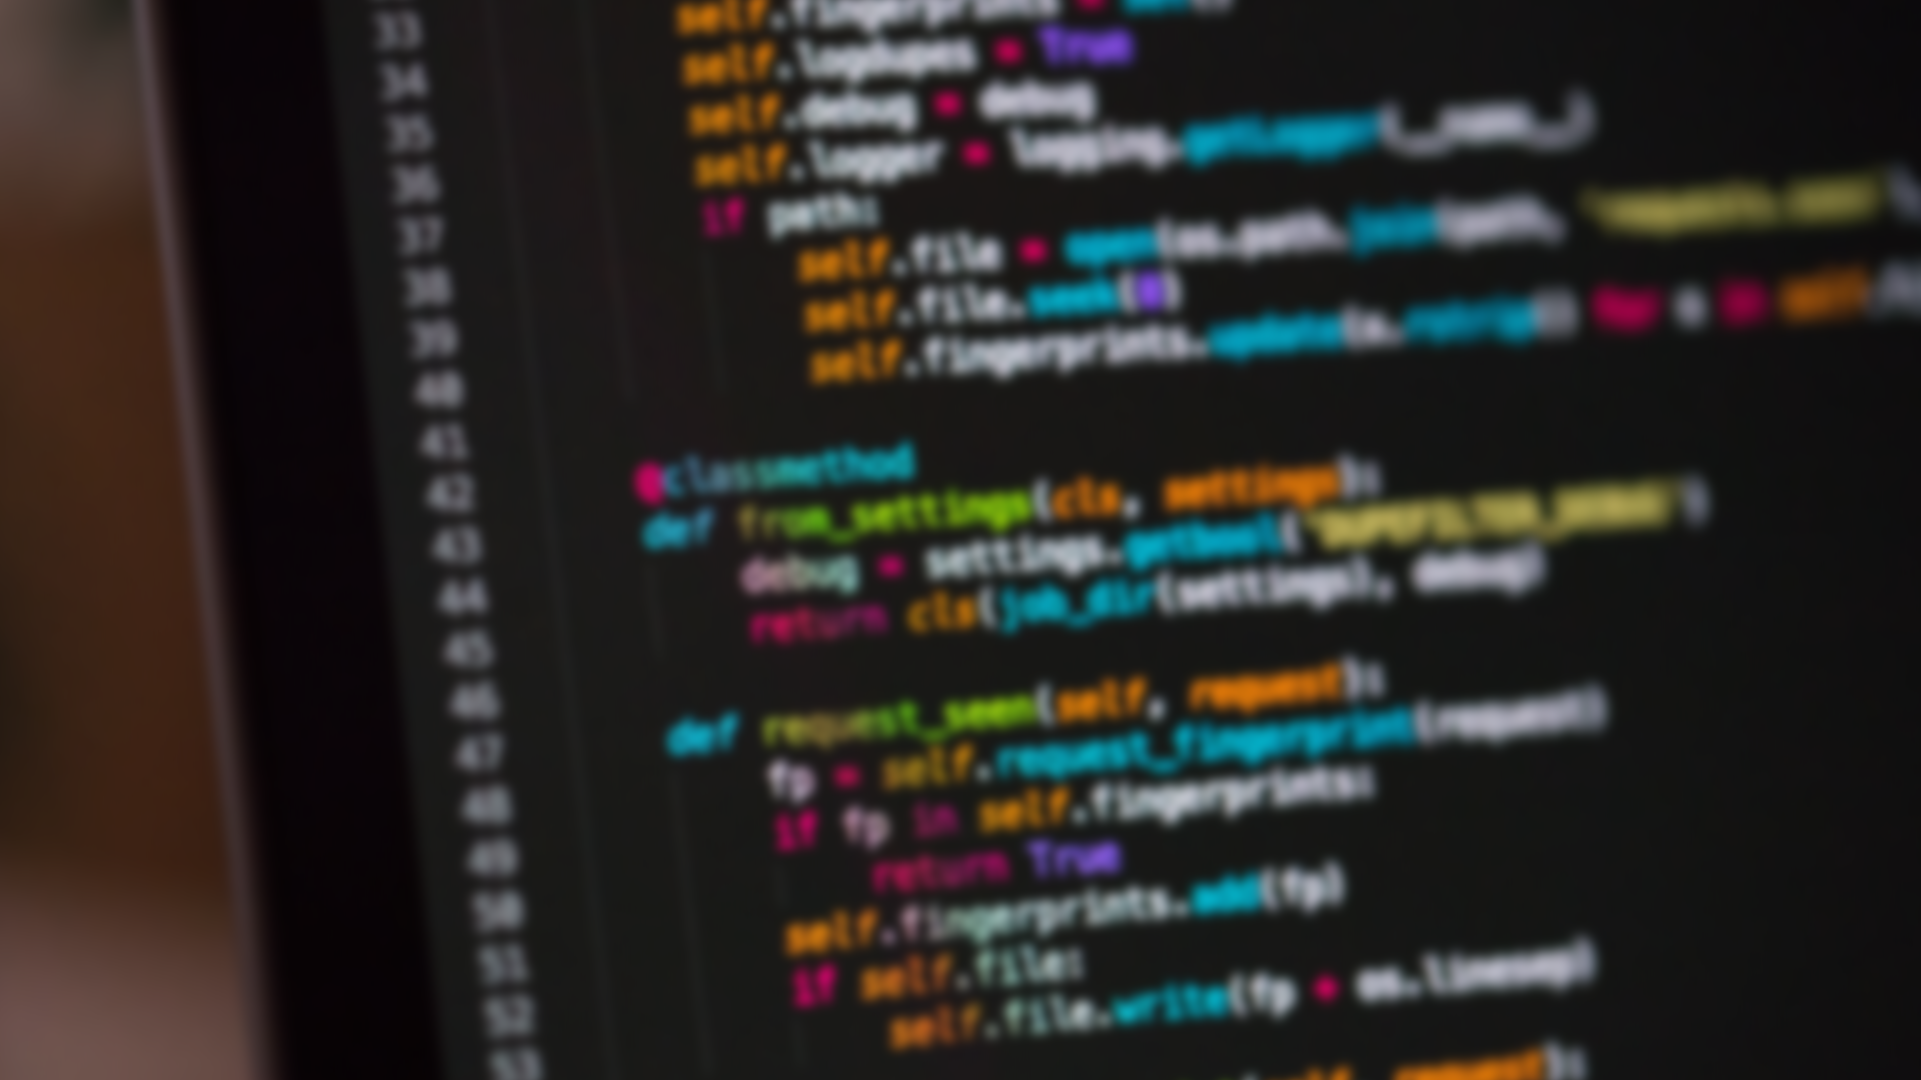 33 self.fingerprints = set()
34 self.logdupes = True
35 self.debug = debug
36 self.logger = logging.getLogger(__name__)
37 if path:
38 self.file = open(os.path.join(path,
39 self.file.seek(0)
40 self.fingerprints.update(x.rstrip() for x in self.
41
42 @classmethod
43 def from_settings(cls, settings):
44 debug = settings.getbool('DUPEFILTER_DEBUG')
45 return cls(job_dir(settings), debug)
46
47 def request_seen(self, request):
48 fp = self.request_fingerprint(request)
49 if fp in self.fingerprints:
50 return True
51 self.fingerprints.add(fp)
52 if self.file:
53 self.file.write(fp + os.linesep)
self, request):